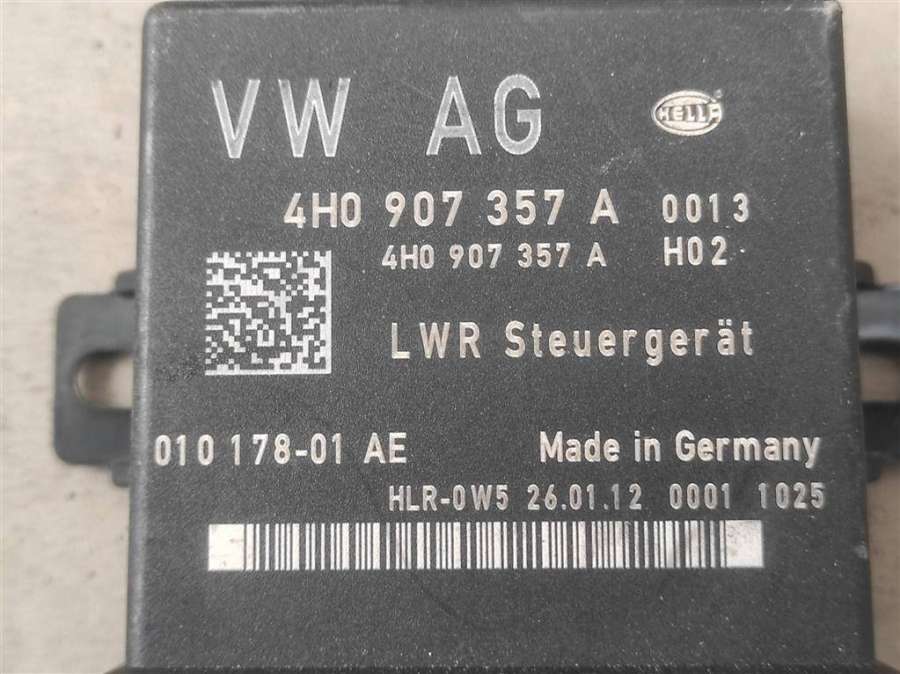 VW AG HELLA
4H0 907 357 A 0013
4H0 907 357 A H02
LWR Steuergerät
010 178-01 AE Made in Germany
HLR-0W5 26.01.12 0001 1025